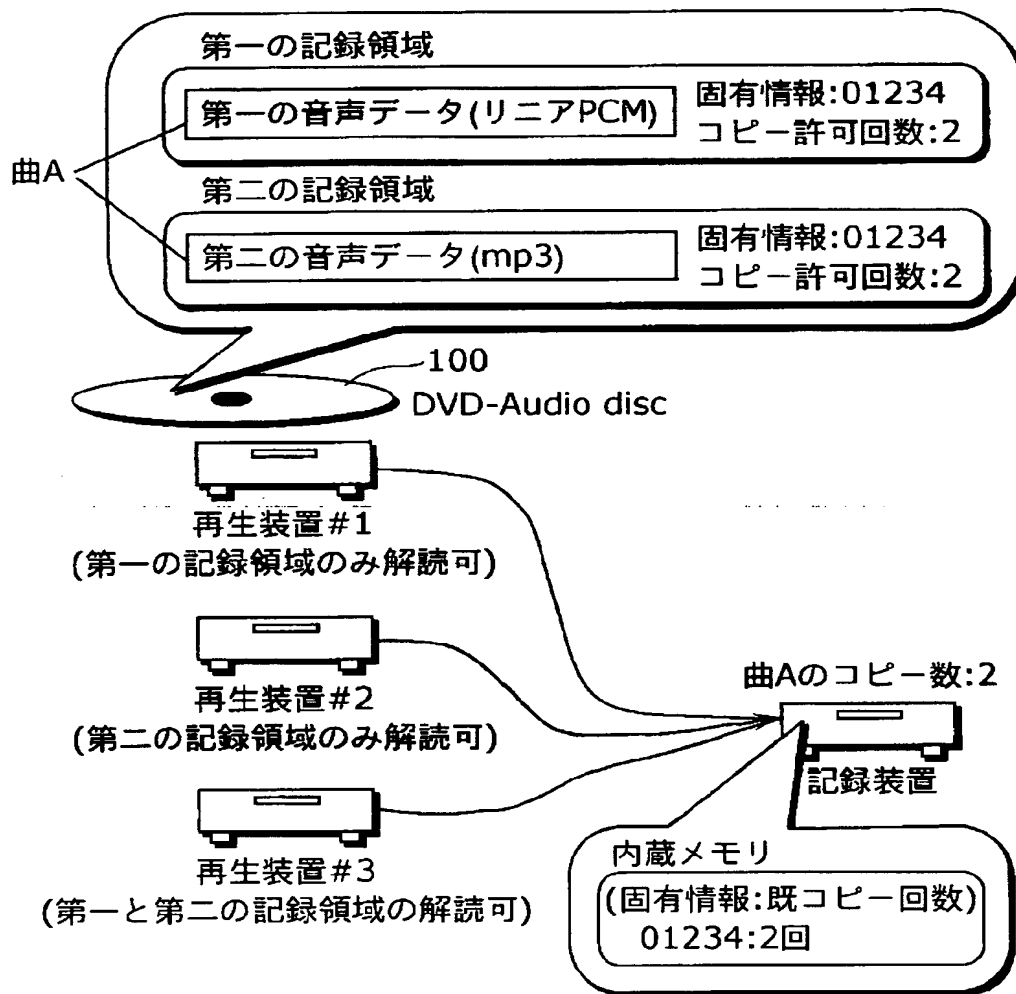 第一の記録領域
第一の音声データ(リニアPCM)
固有情報:01234
コピー許可回数:2
曲A
第二の記録領域
第二の音声データ(mp3)
固有情報:01234
コピー許可回数:2
100
DVD-Audio disc
再生装置#1
(第一の記録領域のみ解読可)
再生装置#2
(第二の記録領域のみ解読可)
再生装置#3
(第一と第二の記録領域の解読可)
曲Aのコピー数:2
記録装置
内蔵メモリ
(固有情報:既コピー回数)
01234:2回